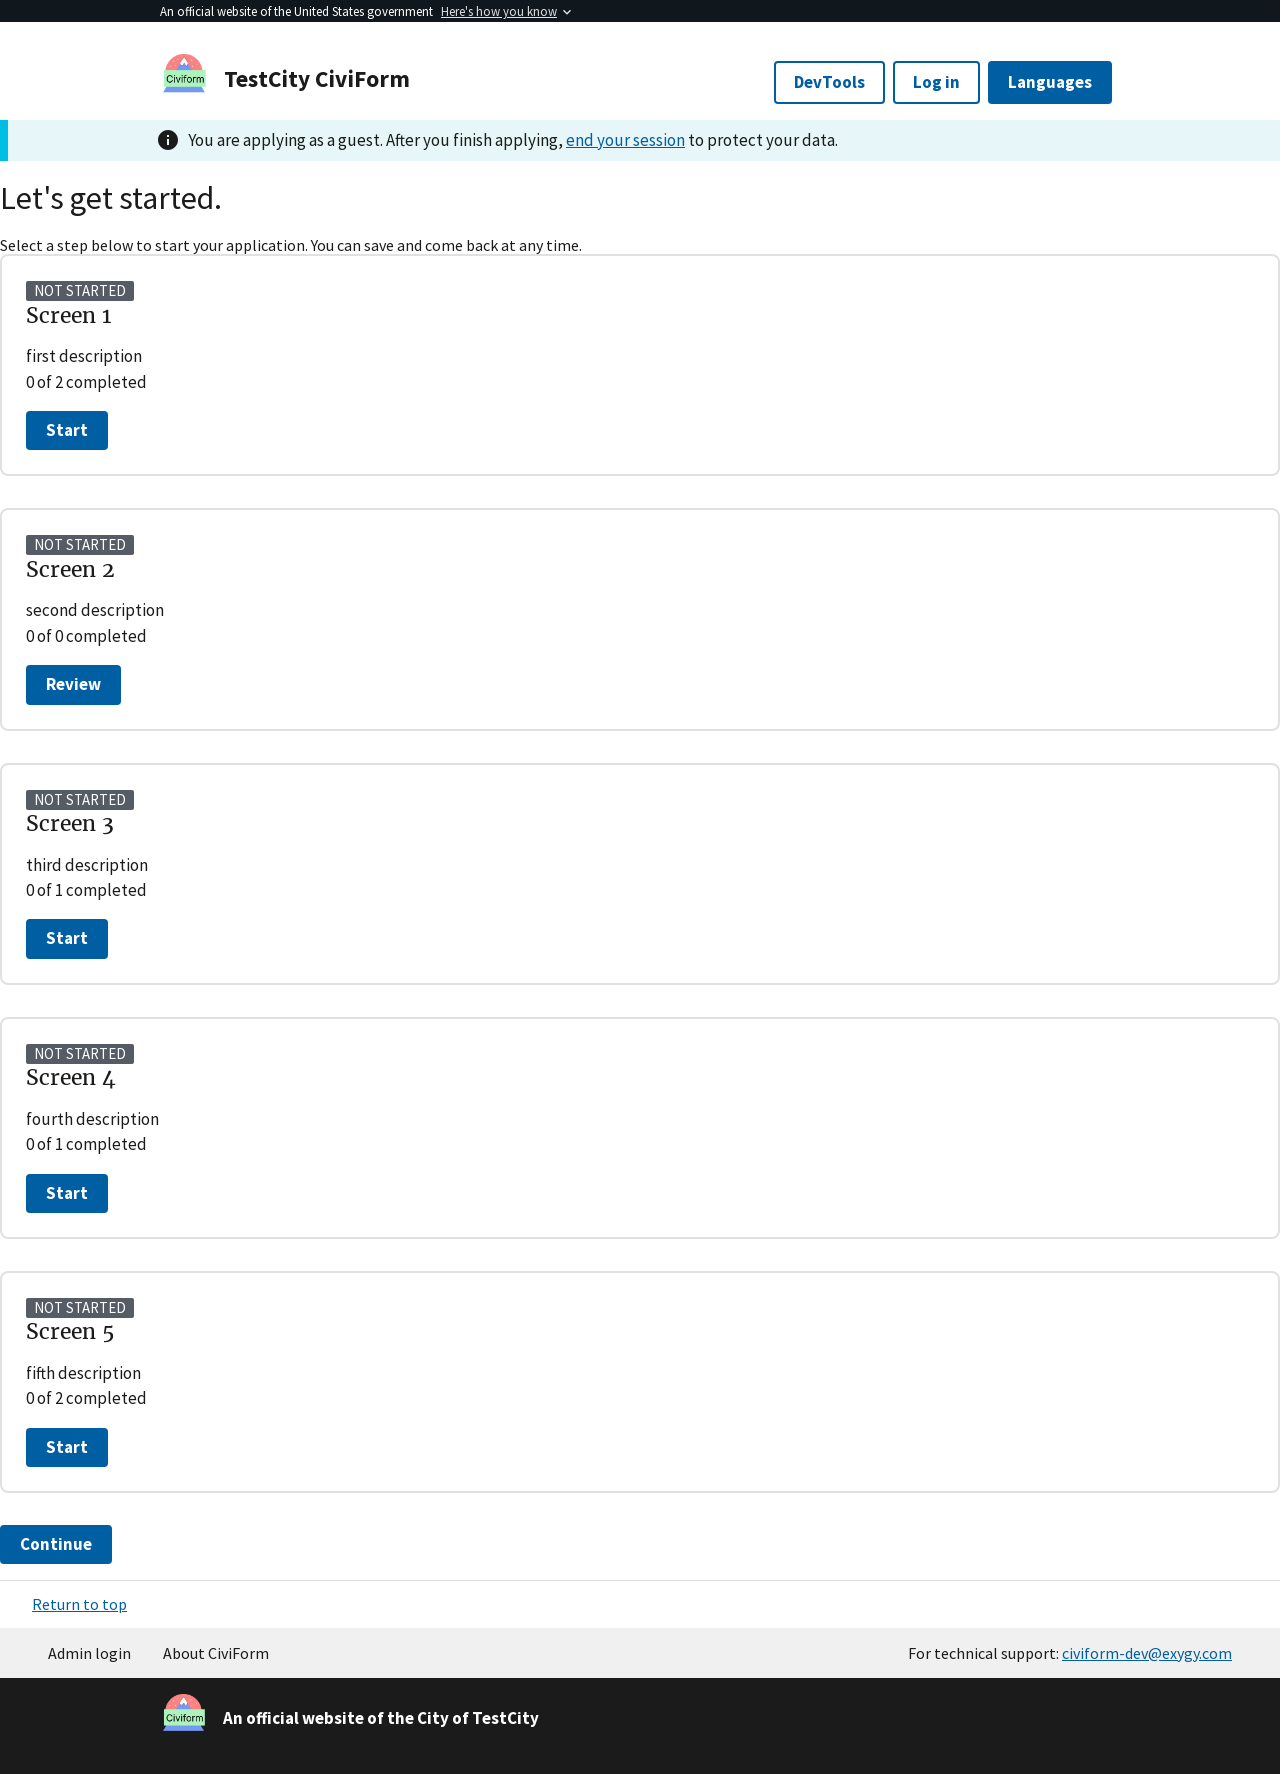 An official website of the United States government Here's how you know
Civiform
TestCity CiviForm
DevTools
Log in
Languages
You are applying as a guest. After you finish applying, end your session to protect your data.
Let's get started.
Select a step below to start your application. You can save and come back at any time.
NOT STARTED
Screen 1
first description
0 of 2 completed
Start
NOT STARTED
Screen 2
second description
0 of 0 completed
Review
NOT STARTED
Screen 3
third description
0 of 1 completed
Start
NOT STARTED
Screen 4
fourth description
0 of 1 completed
Start
NOT STARTED
Screen 5
fifth description
0 of 2 completed
Start
Continue
Return to top
Admin login
About CiviForm
For technical support: civiform-dev@exygy.com
Civiform
An official website of the City of TestCity